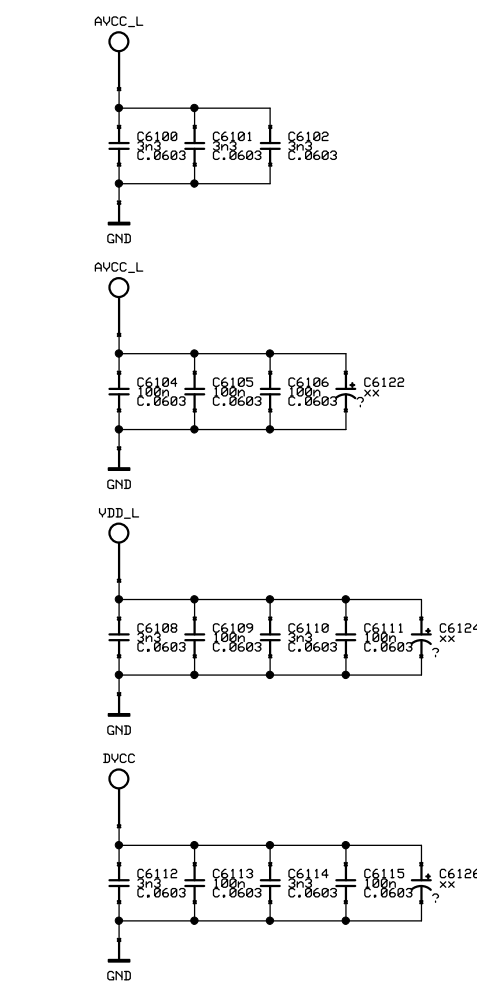 AVCC_L
C6100 C6101 C6102
3n3 3n3 3n3
C.0603 C.0603 C.0603
GND
AVCC_L
C6104 C6105 C6106 C6122
100n 100n 100n xx
C.0603 C.0603 C.0603 ?
GND
VDD_L
C6108 C6109 C6110 C6111 C6124
3n3 100n 3n3 100n xx
C.0603 C.0603 C.0603 C.0603 ?
GND
DVCC
C6112 C6113 C6114 C6115 C6126
3n3 100n 3n3 100n xx
C.0603 C.0603 C.0603 C.0603 ?
GND